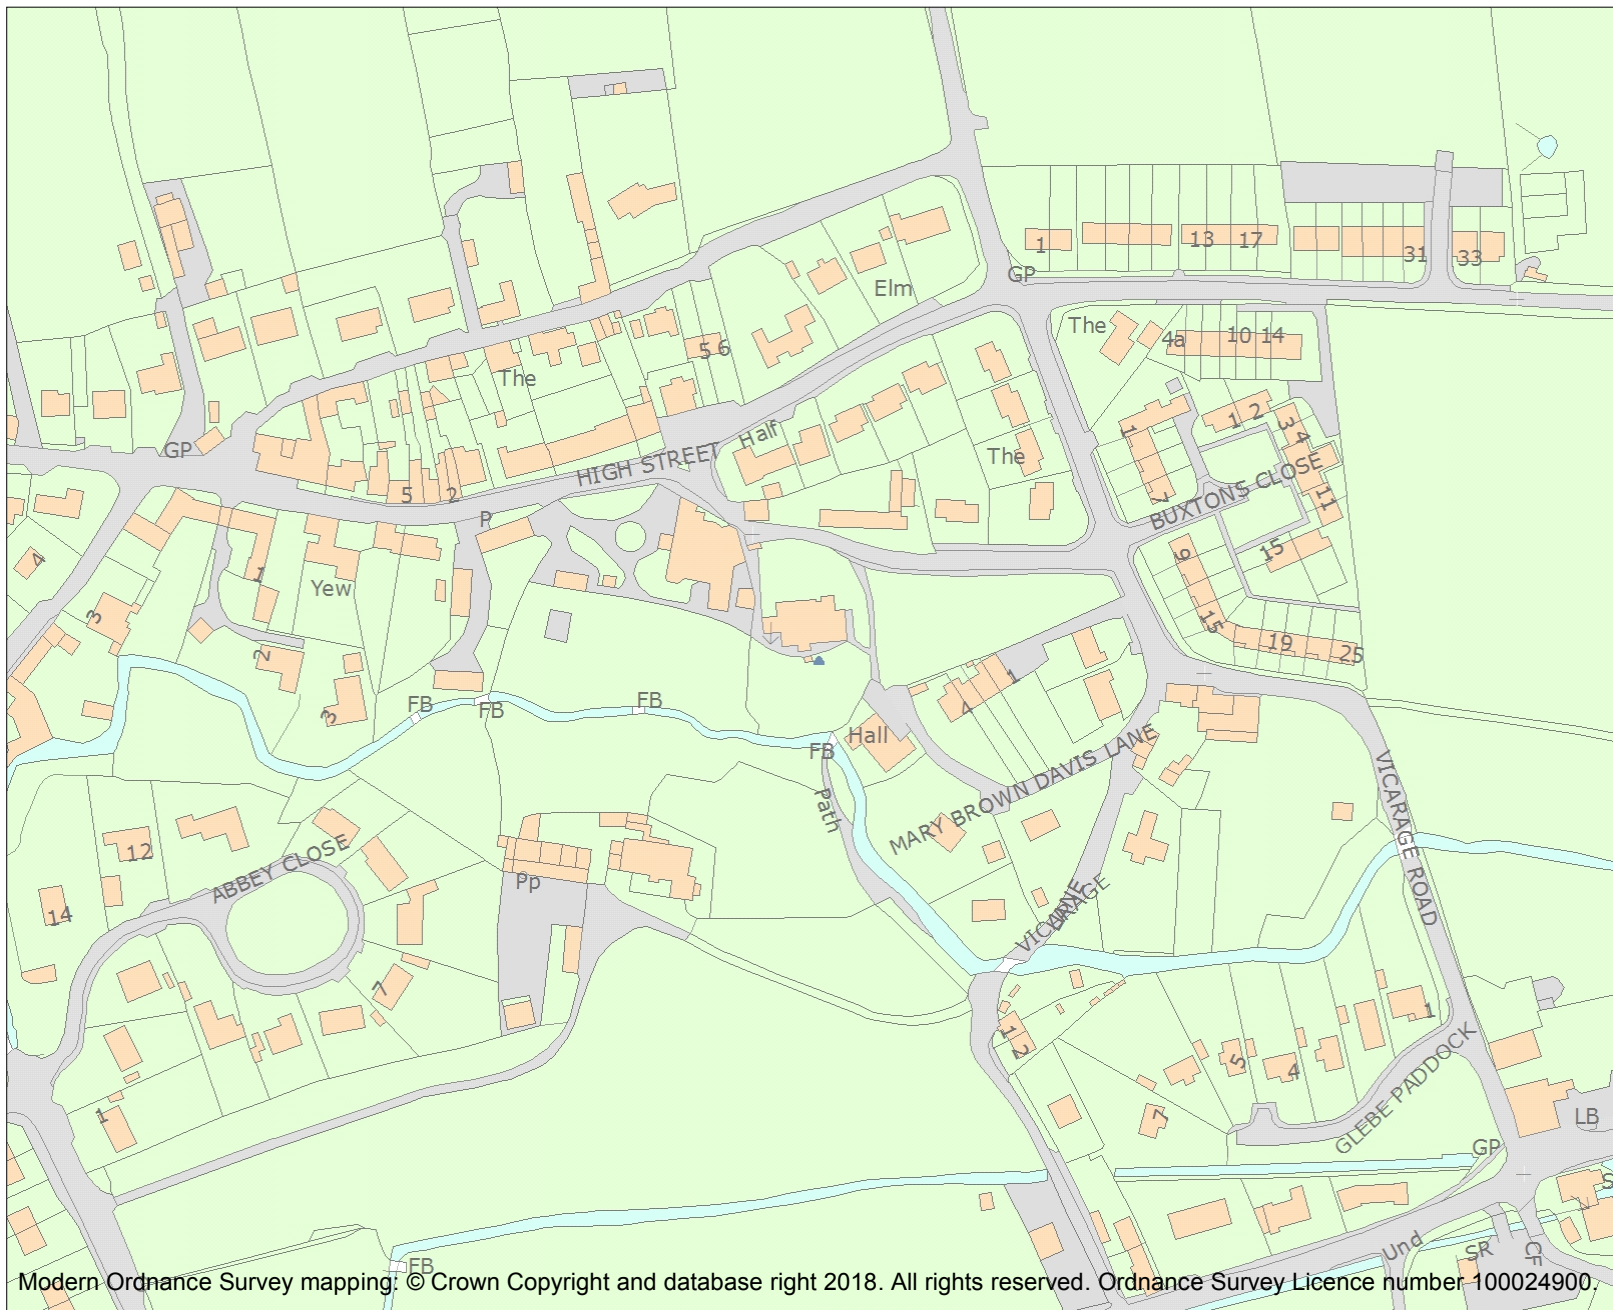 1
13
17
31
33
GP
Elm
The
4a
10
14
5 6
The
1
2
3
4
Half
HIGH STREET
GP
The
1
7
BUXTONS CLOSE
11
5
2
P
4
1
Yew
9
15
3
15
19
25
2
3
FB
FB
FB
1
4
Hall
FB
Path
MARY BROWN DAVIS LANE
VICARAGE ROAD
12
ABBEY CLOSE
14
Pp
VICARAGE
LANE
7
1
2
1
5
4
GLEBE PADDOCK
1
7
LB
GP
S
Und
SR
CF
FB
Modern Ordnance Survey mapping: © Crown Copyright and database right 2018. All rights reserved. Ordnance Survey Licence number 100024900.